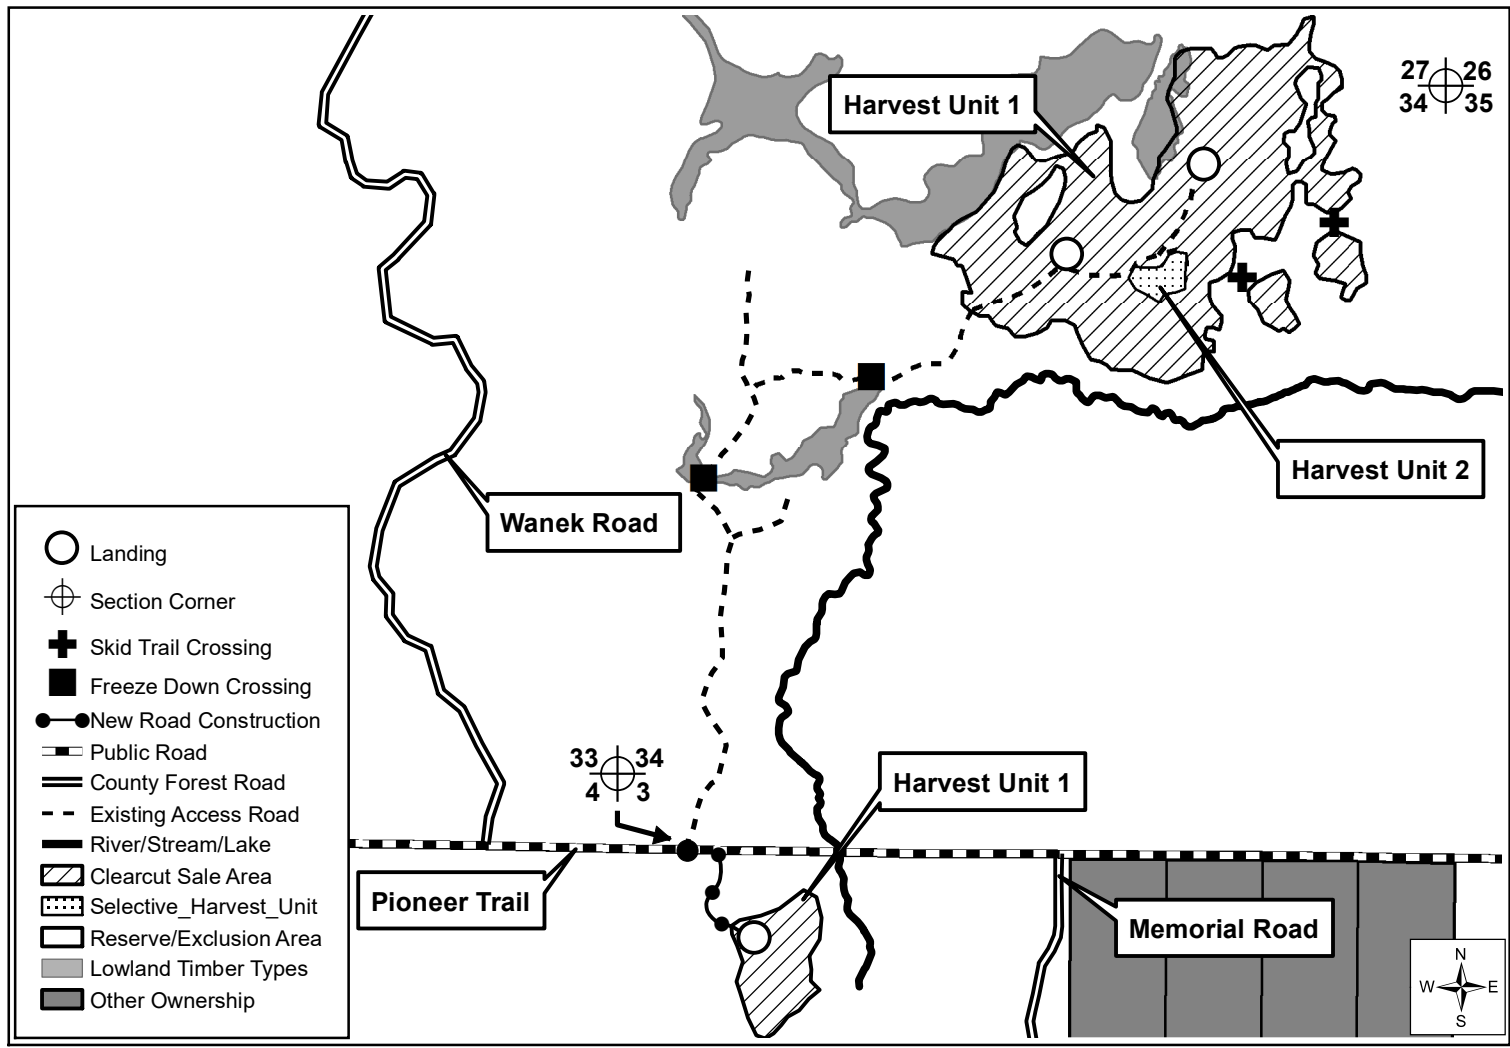 27 26
34 35
Harvest Unit 1
Harvest Unit 2
Wanek Road
33 34
4 3
Harvest Unit 1
Pioneer Trail
Memorial Road
Landing
Section Corner
Skid Trail Crossing
Freeze Down Crossing
New Road Construction
Public Road
County Forest Road
Existing Access Road
River/Stream/Lake
Clearcut Sale Area
Selective_Harvest_Unit
Reserve/Exclusion Area
Lowland Timber Types
Other Ownership
N
W E
S